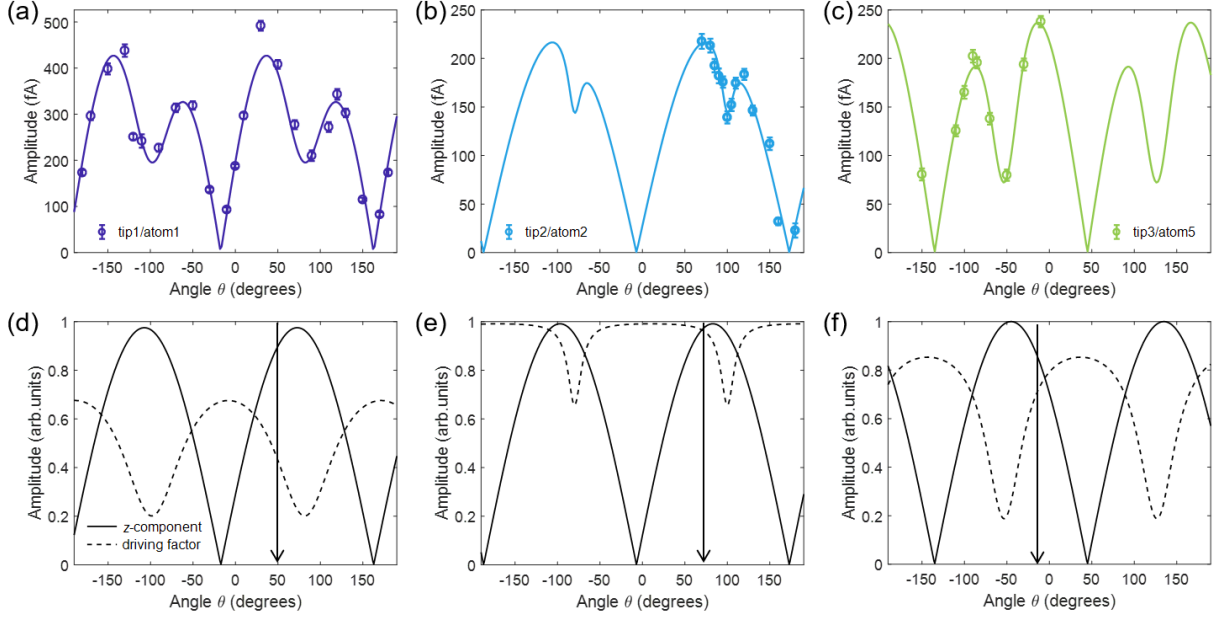 (a)
Amplitude (fA)
500
400
300
200
100
0
tip1/atom1
-150 -100 -50 0 50 100 150
Angle θ (degrees)
(b)
Amplitude (fA)
250
200
150
100
50
0
tip2/atom2
-150 -100 -50 0 50 100 150
Angle θ (degrees)
(c)
Amplitude (fA)
250
200
150
100
50
0
tip3/atom5
-150 -100 -50 0 50 100 150
Angle θ (degrees)
(d)
Amplitude (arb.units)
1
0.8
0.6
0.4
0.2
0
z-component
driving factor
-150 -100 -50 0 50 100 150
Angle θ (degrees)
(e)
Amplitude (arb.units)
1
0.8
0.6
0.4
0.2
0
-150 -100 -50 0 50 100 150
Angle θ (degrees)
(f)
Amplitude (arb.units)
1
0.8
0.6
0.4
0.2
0
-150 -100 -50 0 50 100 150
Angle θ (degrees)